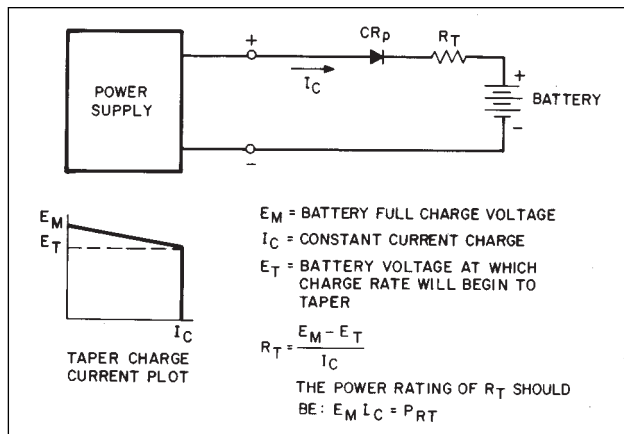 +
CRP
RT
IC
POWER
SUPPLY
+
BATTERY
−
−
EM
ET
IC
TAPER CHARGE
CURRENT PLOT
EM = BATTERY FULL CHARGE VOLTAGE
IC = CONSTANT CURRENT CHARGE
ET = BATTERY VOLTAGE AT WHICH
CHARGE RATE WILL BEGIN TO
TAPER
RT = EM − ET
IC
THE POWER RATING OF RT SHOULD
BE: EM IC = PRT